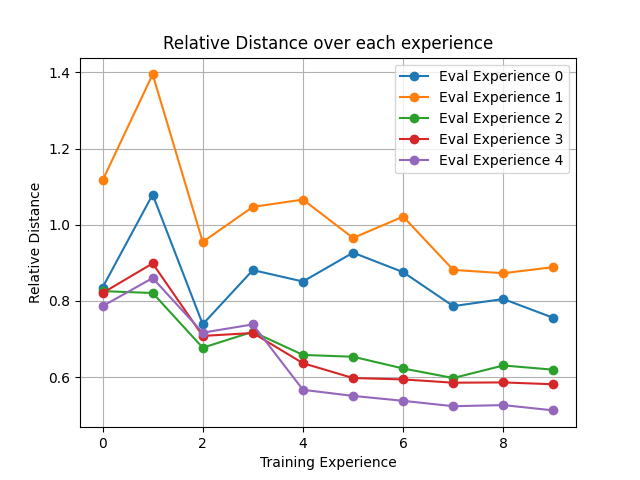 Relative Distance over each experience
Eval Experience 0
Eval Experience 1
Eval Experience 2
Eval Experience 3
Eval Experience 4
1.4
1.2
1.0
0.8
0.6
Relative Distance
0 2 4 6 8
Training Experience